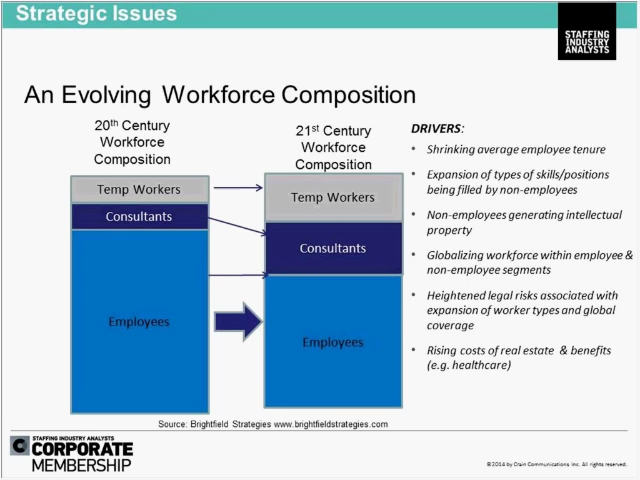 Strategic Issues
STAFFING
INDUSTRY
ANALYSTS
An Evolving Workforce Composition
20th Century
Workforce
Composition
Temp Workers
Consultants
Employees
21st Century
Workforce
Composition
Temp Workers
Consultants
Employees
DRIVERS:
• Shrinking average employee tenure
• Expansion of types of skills/positions
being filled by non-employees
• Non-employees generating intellectual
property
• Globalizing workforce within employee &
non-employee segments
• Heightened legal risks associated with
expansion of worker types and global
coverage
• Rising costs of real estate & benefits
(e.g. healthcare)
Source: Brightfield Strategies www.brightfieldstrategies.com
C STAFFING INDUSTRY ANALYSTS
CORPORATE
MEMBERSHIP
©2014 by Crain Communications Inc. All rights reserved.